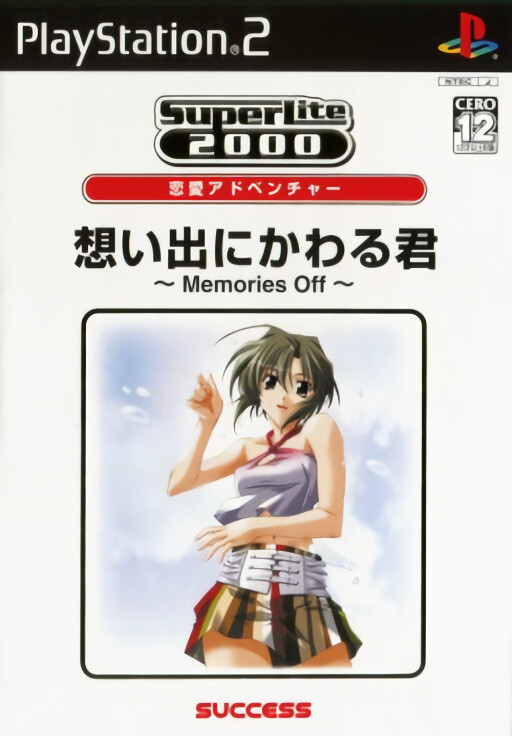 PlayStation.2
NTSC J
CERO
12
SuperLite
2000
恋愛アドベンチャー
想い出にかわる君
～ Memories Off ～
SUCCESS